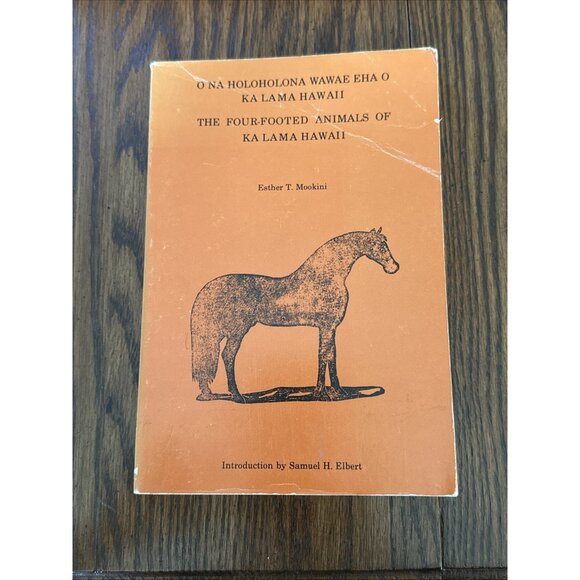 O NA HOLOHOLONA WAWAE EHA O
KA LAMA HAWAII
THE FOUR-FOOTED ANIMALS OF
KA LAMA HAWAII
Esther T. Mookini
Introduction by Samuel H. Elbert